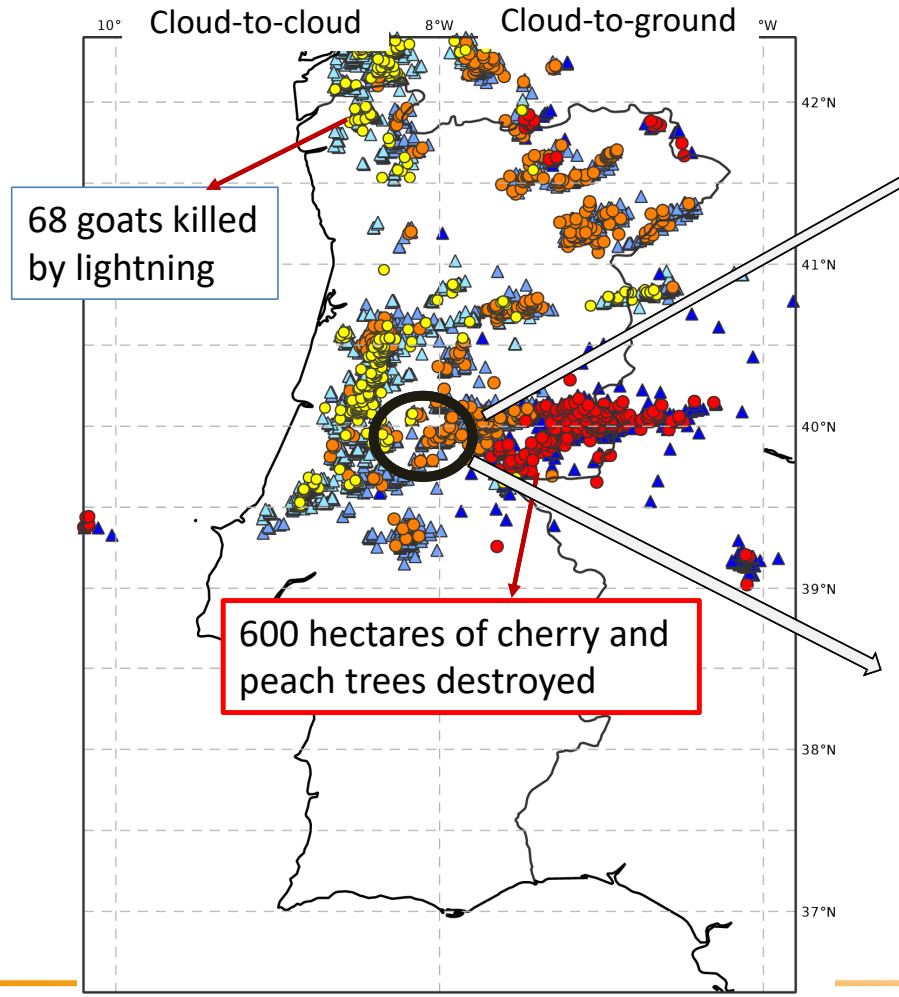 Cloud-to-cloud Cloud-to-ground
10° 8°W °W
42°N
68 goats killed
by lightning
41°N
40°N
39°N
600 hectares of cherry and
peach trees destroyed
38°N
37°N